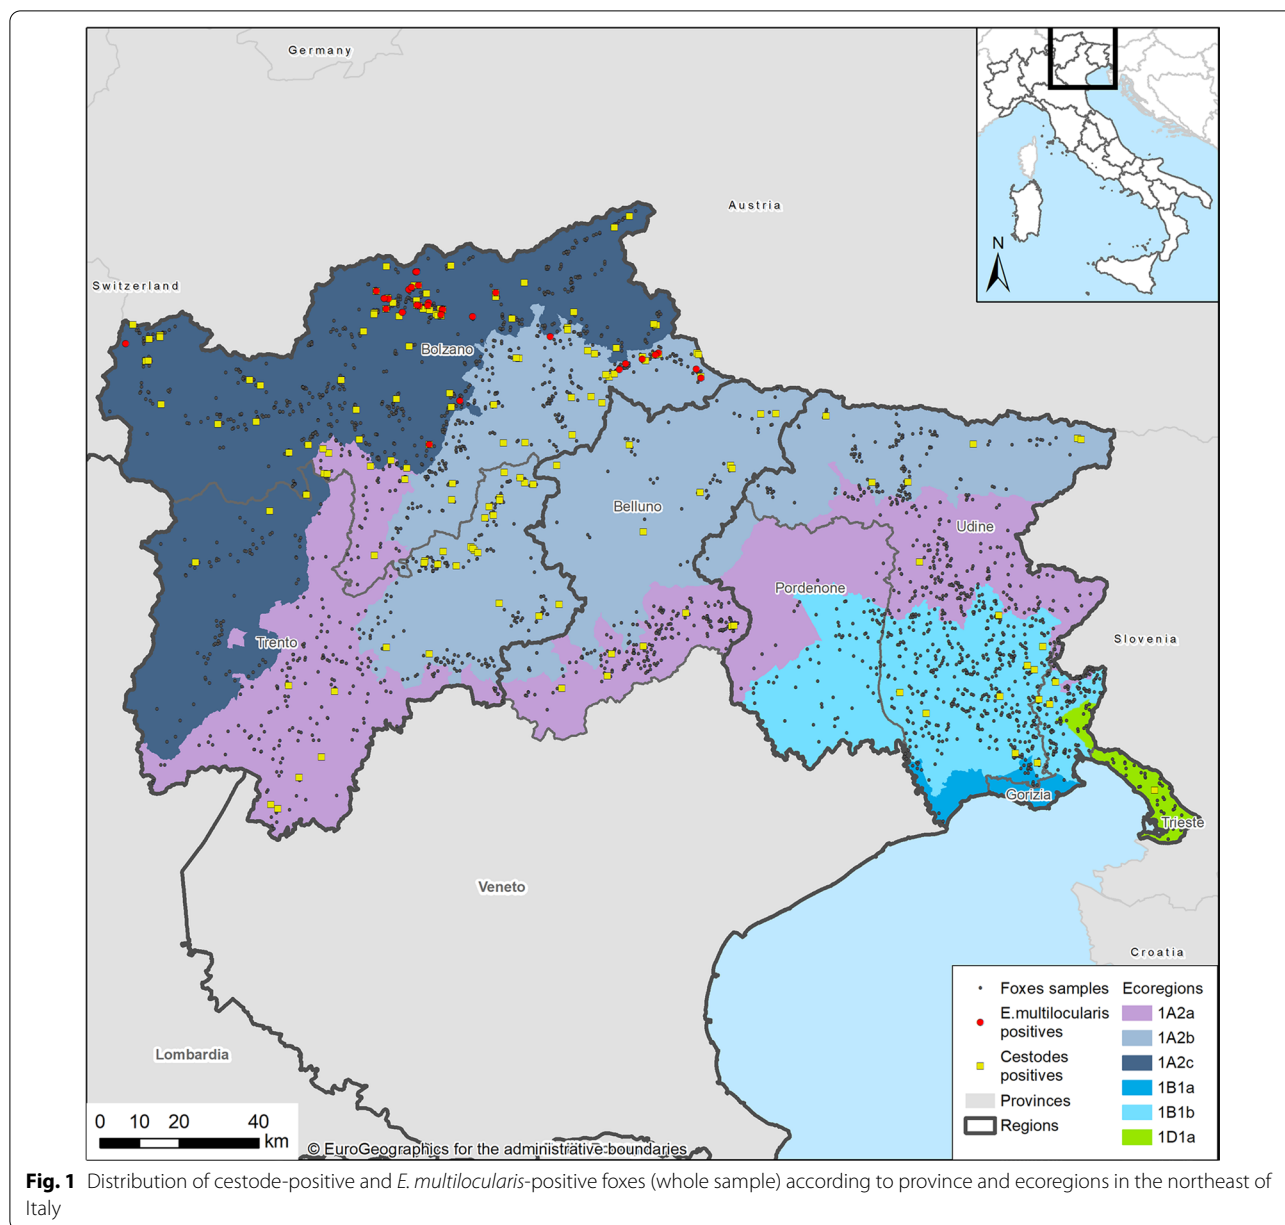 Germany
Austria
Switzerland
N
Bolzano
Belluno
Udine
Pordenone
Trento
Slovenia
Gorizia
Trieste
Veneto
Croatia
Lombardia
Foxes samples
E.multilocularis
positives
Cestodes
positives
Provinces
Regions
Ecoregions
1A2a
1A2b
1A2c
1B1a
1B1b
1D1a
0 10 20 40
km
© EuroGeographics for the administrative boundaries
Fig. 1 Distribution of cestode-positive and E. multilocularis-positive foxes (whole sample) according to province and ecoregions in the northeast of
Italy